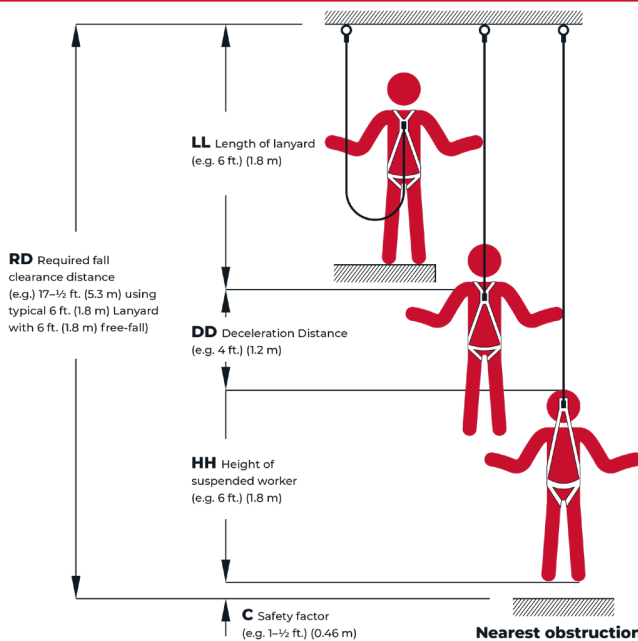 LL Length of lanyard
(e.g. 6 ft.) (1.8 m)
RD Required fall
clearance distance
(e.g.) 17–½ ft. (5.3 m) using
typical 6 ft. (1.8 m) Lanyard
with 6 ft. (1.8 m) free-fall)
DD Deceleration Distance
(e.g. 4 ft.) (1.2 m)
HH Height of
suspended worker
(e.g. 6 ft.) (1.8 m)
C Safety factor
(e.g. 1–½ ft.) (0.46 m)
Nearest obstruction